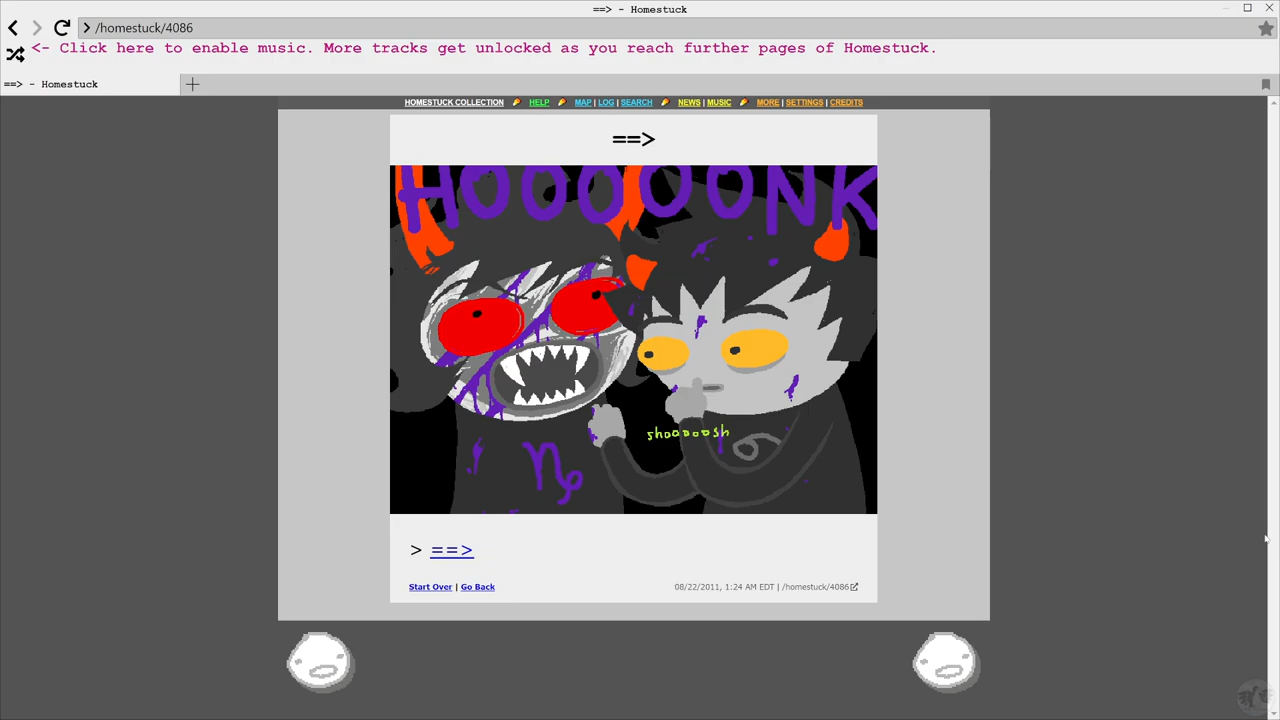 ==> - Homestuck
/homestuck/4086
<- Click here to enable music. More tracks get unlocked as you reach further pages of Homestuck.
==> - Homestuck
HOMESTUCK COLLECTION HELP MAP | LOG | SEARCH NEWS | MUSIC MORE | SETTINGS | CREDITS
==>
HOOOOONK
shoooosh
> ==>
Start Over | Go Back
08/22/2011, 1:24 AM EDT | /homestuck/4086